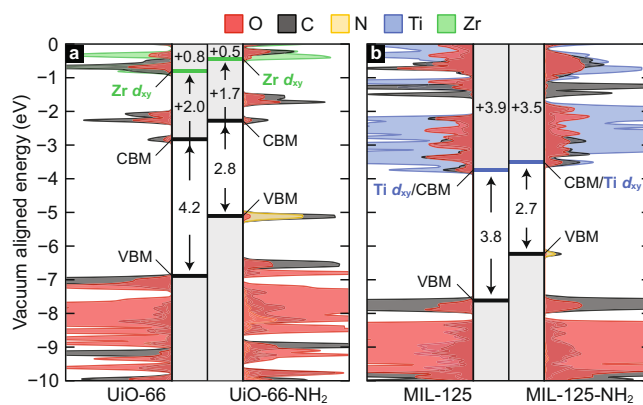 O C N Ti Zr
a
b
Vacuum aligned energy (eV)
0
−1
−2
−3
−4
−5
−6
−7
−8
−9
−10
+0.8
+0.5
Zr dxy
Zr dxy
+2.0
+1.7
CBM
CBM
4.2
2.8
VBM
VBM
UiO-66
UiO-66-NH₂
+3.9
+3.5
Ti dxy/CBM
CBM/Ti dxy
3.8
2.7
VBM
VBM
MIL-125
MIL-125-NH₂